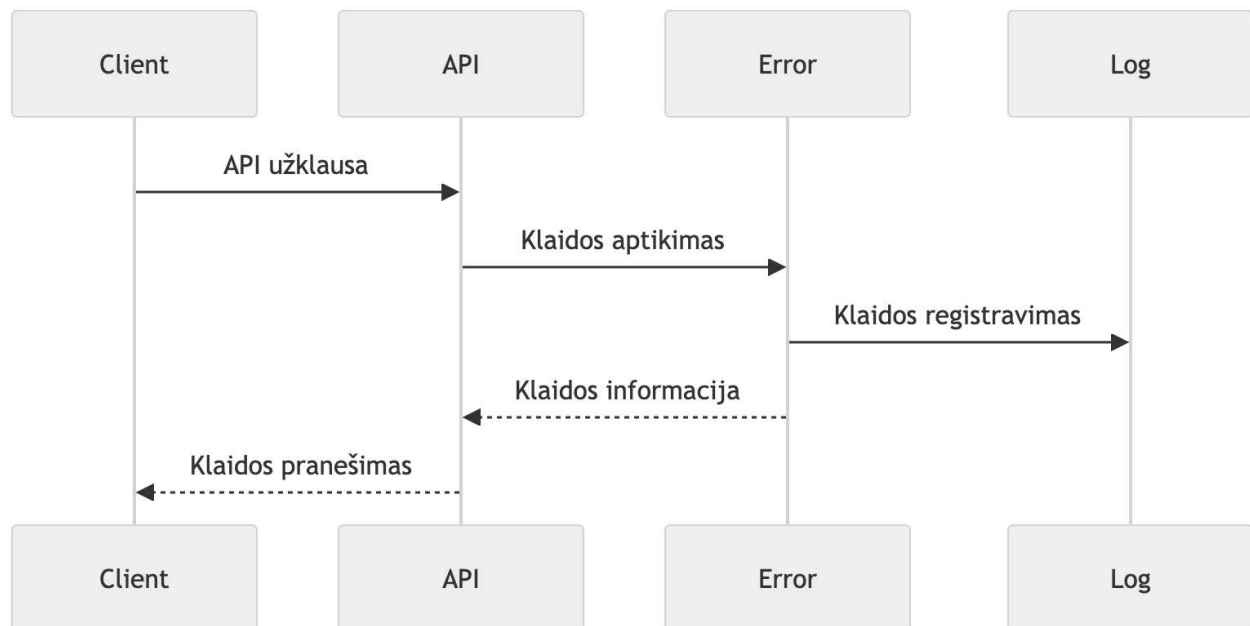 Client
API
Error
Log
API užklausa
Klaidos aptikimas
Klaidos registravimas
Klaidos informacija
Klaidos pranešimas
Client
API
Error
Log